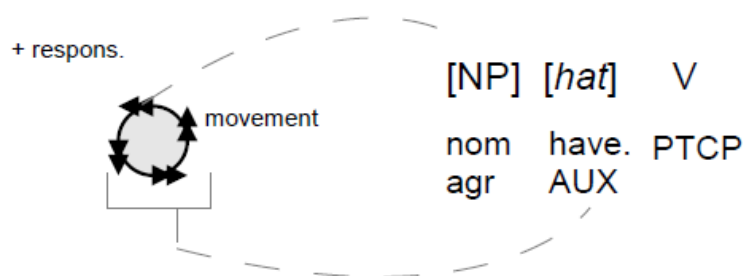 + respons.
movement
[NP] [hat] V
nom have. PTCP
agr AUX